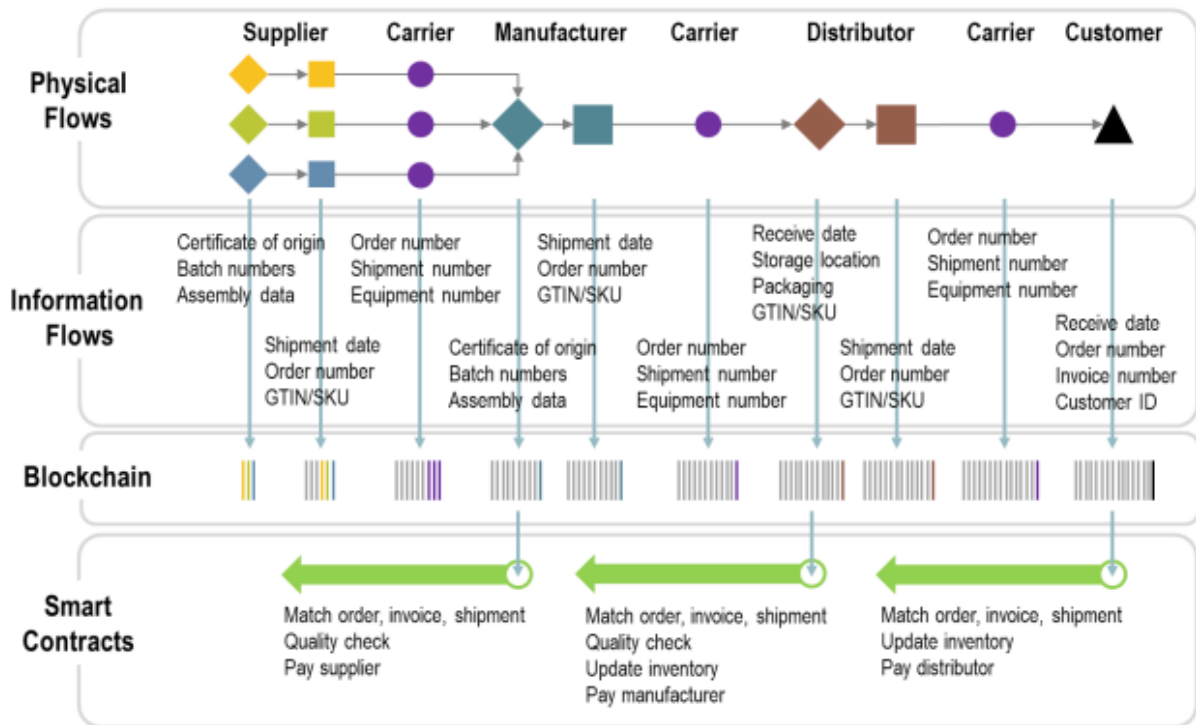 Supplier
Carrier
Manufacturer
Carrier
Distributor
Carrier
Customer
Physical
Flows
Information
Flows
Certificate of origin
Batch numbers
Assembly data
Shipment date
Order number
GTIN/SKU
Order number
Shipment number
Equipment number
Certificate of origin
Batch numbers
Assembly data
Shipment date
Order number
GTIN/SKU
Order number
Shipment number
Equipment number
Receive date
Storage location
Packaging
GTIN/SKU
Shipment date
Order number
GTIN/SKU
Order number
Shipment number
Equipment number
Receive date
Order number
Invoice number
Customer ID
Blockchain
Smart
Contracts
Match order, invoice, shipment
Quality check
Pay supplier
Match order, invoice, shipment
Quality check
Update inventory
Pay manufacturer
Match order, invoice, shipment
Update inventory
Pay distributor